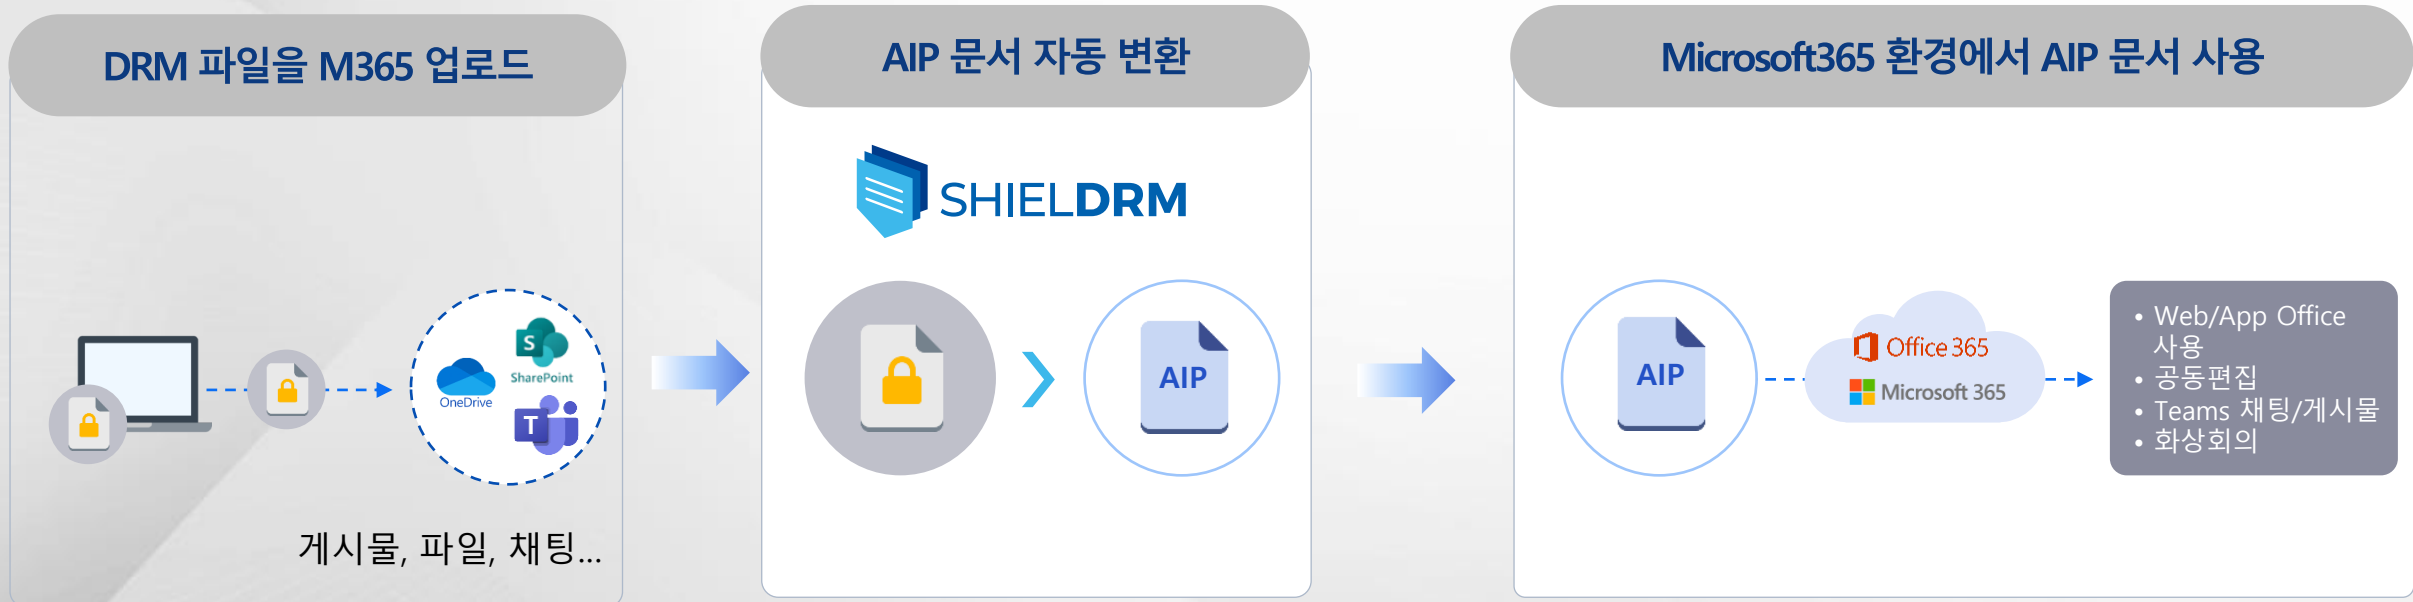 DRM 파일을 M365 업로드
OneDrive
S
SharePoint
T
게시물, 파일, 채팅...
AIP 문서 자동 변환
SHIELDRM
AIP
Microsoft365 환경에서 AIP 문서 사용
AIP
Office 365
Microsoft 365
• Web/App Office
사용
• 공동편집
• Teams 채팅/게시물
• 화상회의